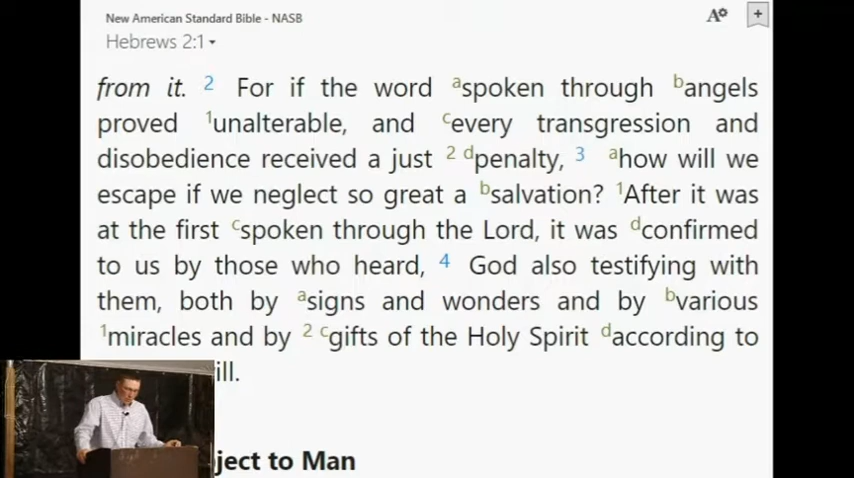 New American Standard Bible - NASB
Hebrews 2:1
from it. 2 For if the word aspoken through bangels
proved 1unalterable, and cevery transgression and
disobedience received a just 2 dpenalty, 3 ahow will we
escape if we neglect so great a bsalvation? 1After it was
at the first cspoken through the Lord, it was dconfirmed
to us by those who heard, 4 God also testifying with
them, both by asigns and wonders and by bvarious
1miracles and by 2 cgifts of the Holy Spirit daccording to
ill.
ject to Man